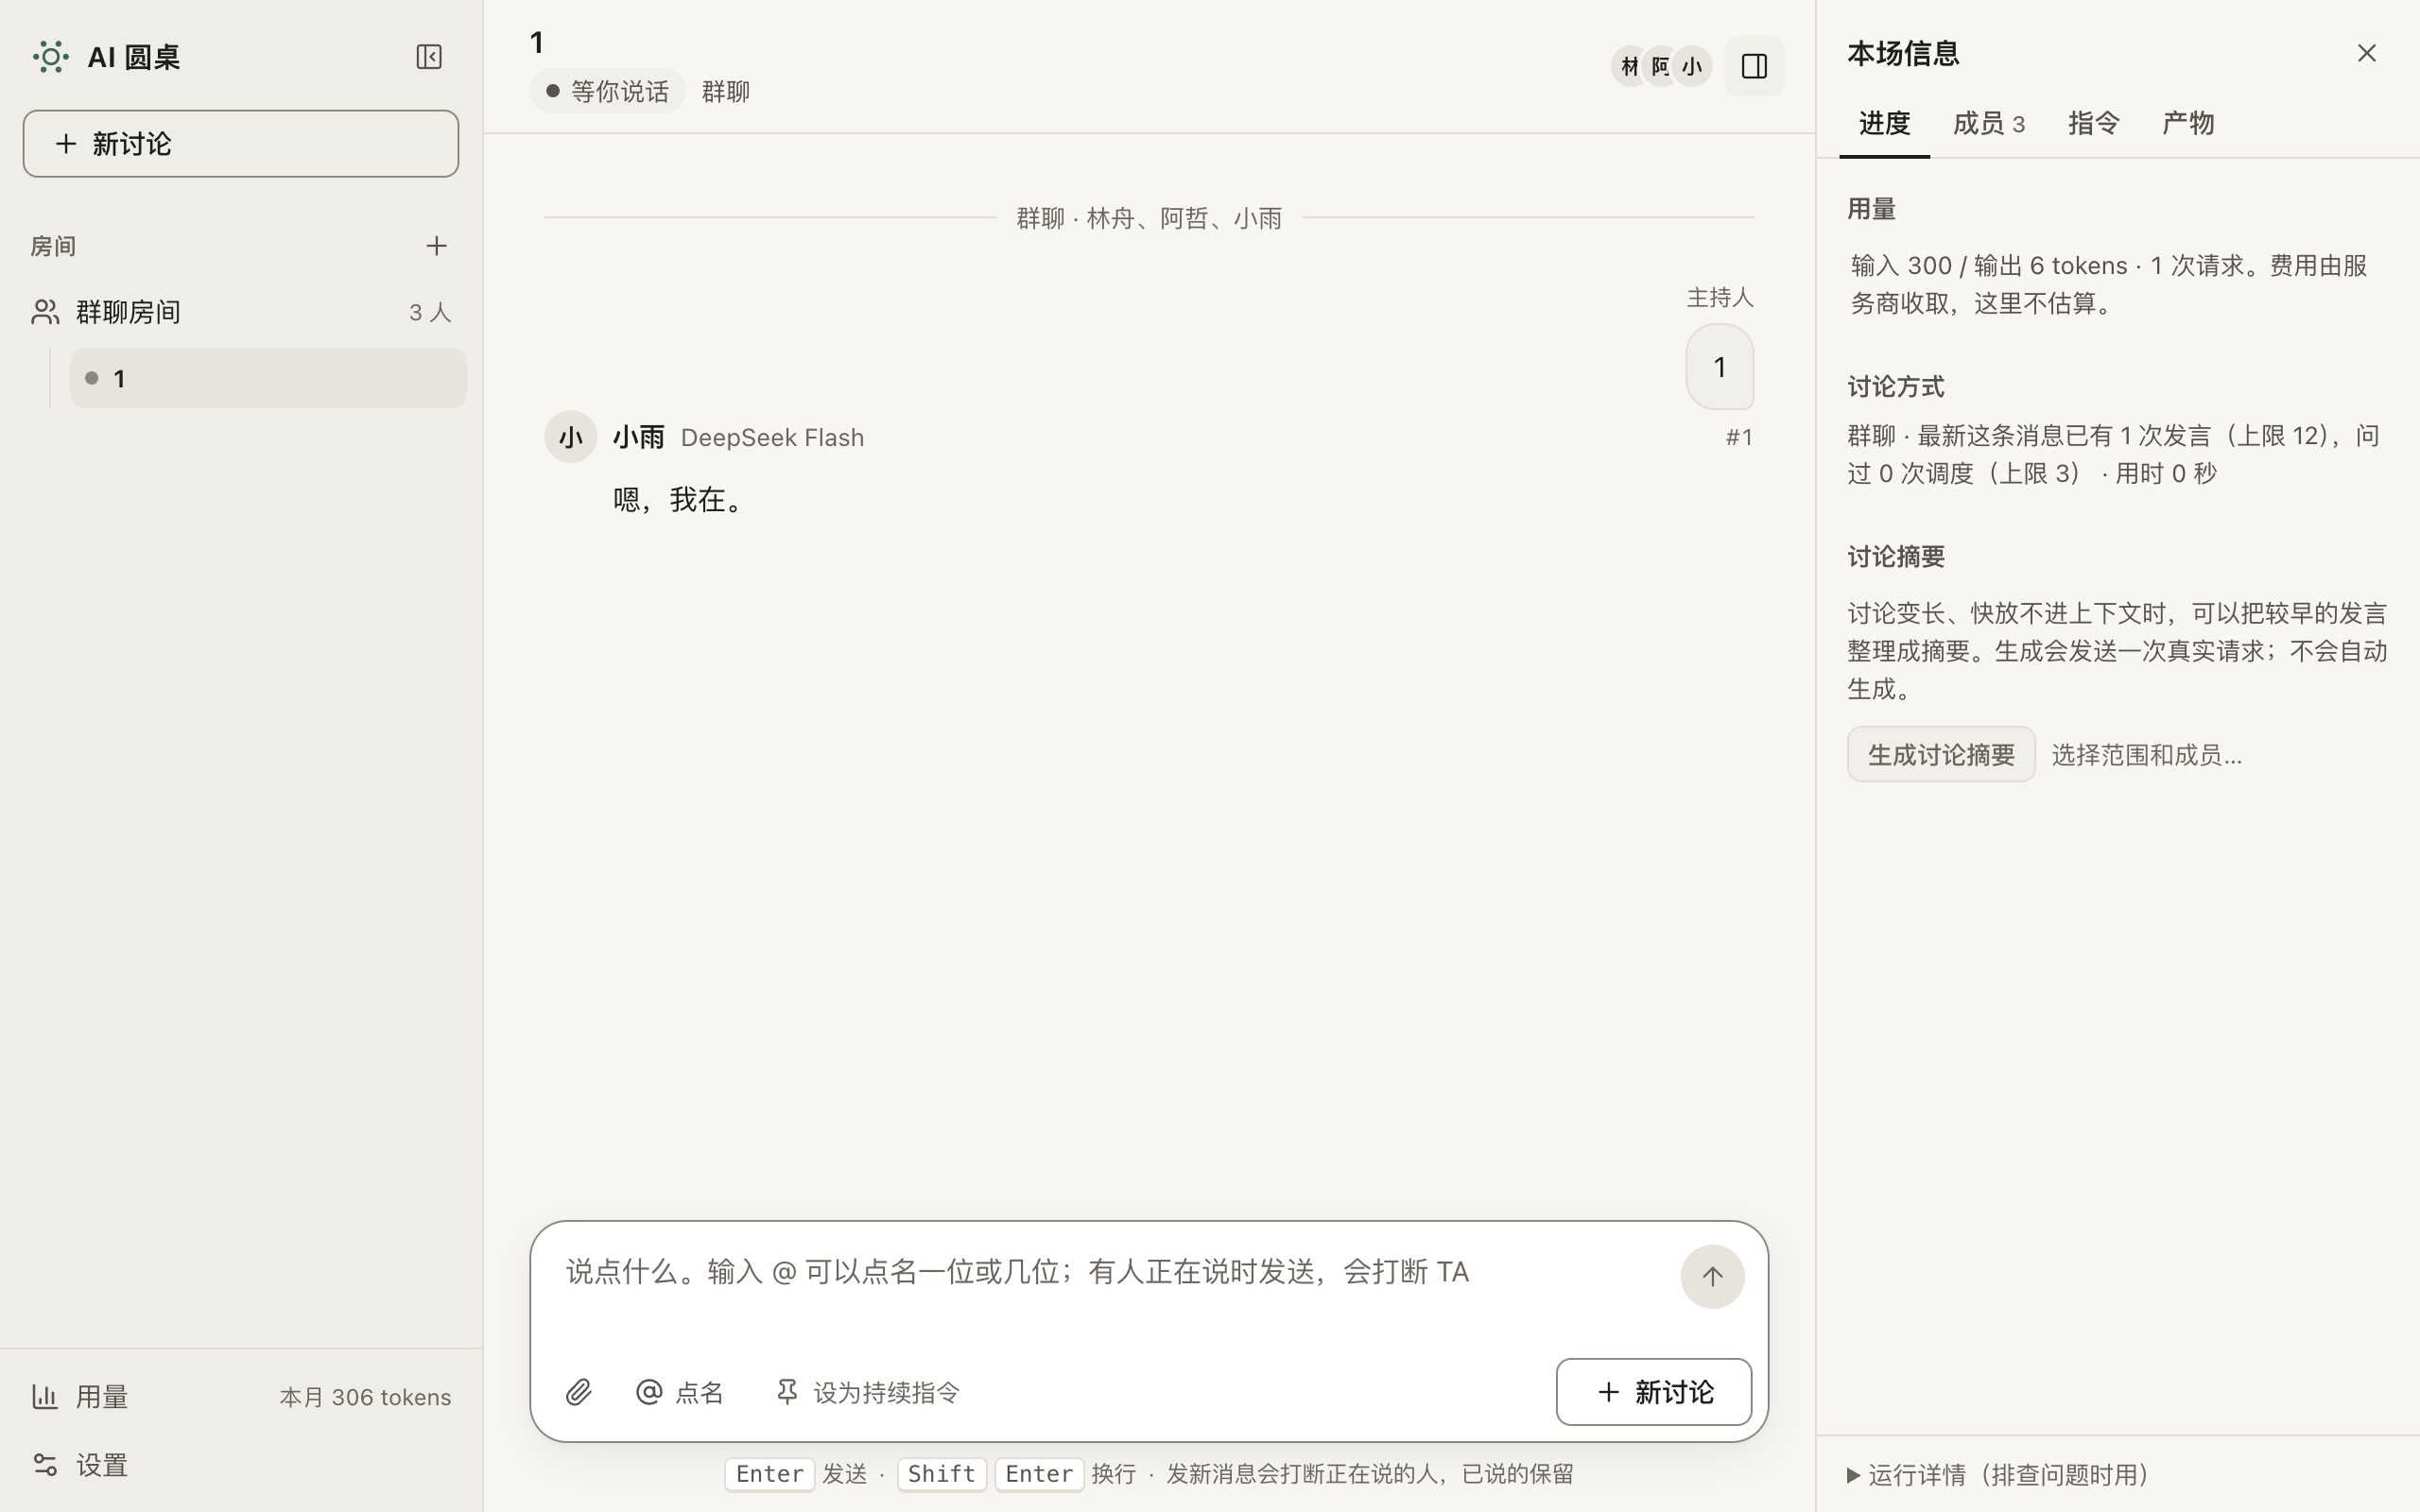 AI 圆桌
新讨论
房间
群聊房间 3 人
1
用量 本月 306 tokens
设置
1
等你说话 群聊
林 阿 小
群聊 · 林舟、阿哲、小雨
主持人
1
小 小雨 DeepSeek Flash #1
嗯，我在。
说点什么。输入 @ 可以点名一位或几位；有人正在说时发送，会打断 TA
点名 设为持续指令 新讨论
Enter 发送 · Shift Enter 换行 · 发新消息会打断正在说的人，已说的保留
本场信息
进度 成员 3 指令 产物
用量
输入 300 / 输出 6 tokens · 1 次请求。费用由服
务商收取，这里不估算。
讨论方式
群聊 · 最新这条消息已有 1 次发言（上限 12），问
过 0 次调度（上限 3） · 用时 0 秒
讨论摘要
讨论变长、快放不进上下文时，可以把较早的发言
整理成摘要。生成会发送一次真实请求；不会自动
生成。
生成讨论摘要 选择范围和成员...
运行详情（排查问题时用）